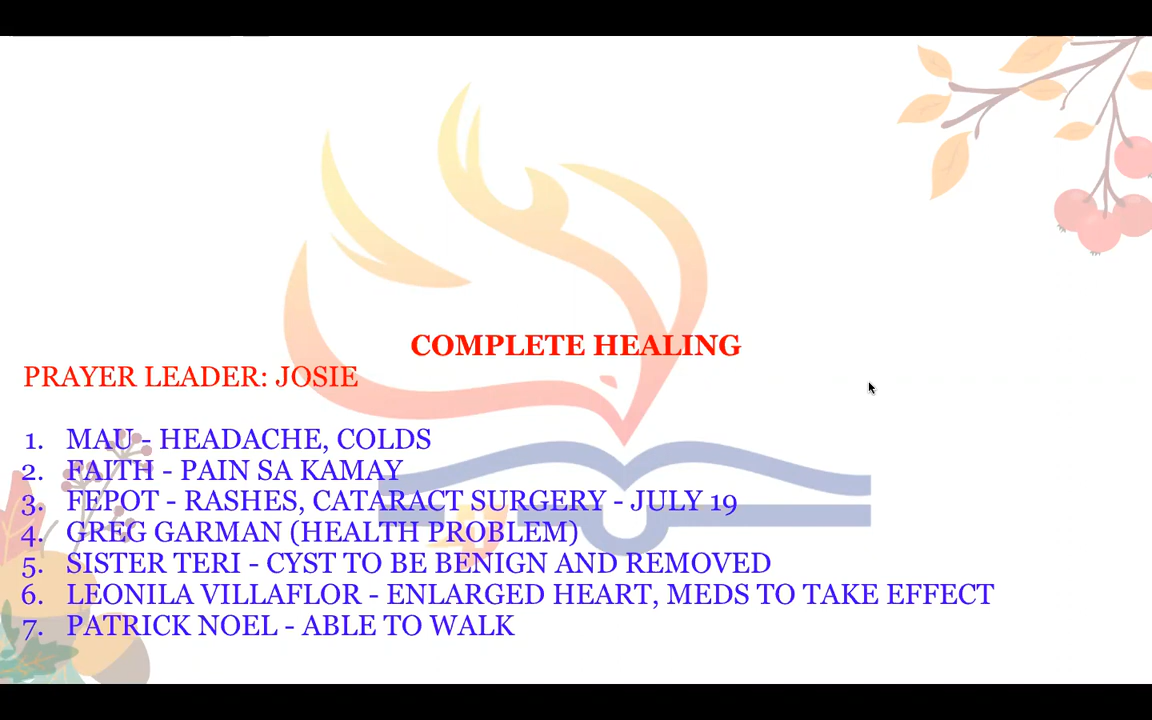 COMPLETE HEALING
PRAYER LEADER: JOSIE
1. MAU - HEADACHE, COLDS
2. FAITH - PAIN SA KAMAY
3. FEPOT - RASHES, CATARACT SURGERY - JULY 19
4. GREG GARMAN (HEALTH PROBLEM)
5. SISTER TERI - CYST TO BE BENIGN AND REMOVED
6. LEONILA VILLAFLOR - ENLARGED HEART, MEDS TO TAKE EFFECT
7. PATRICK NOEL - ABLE TO WALK